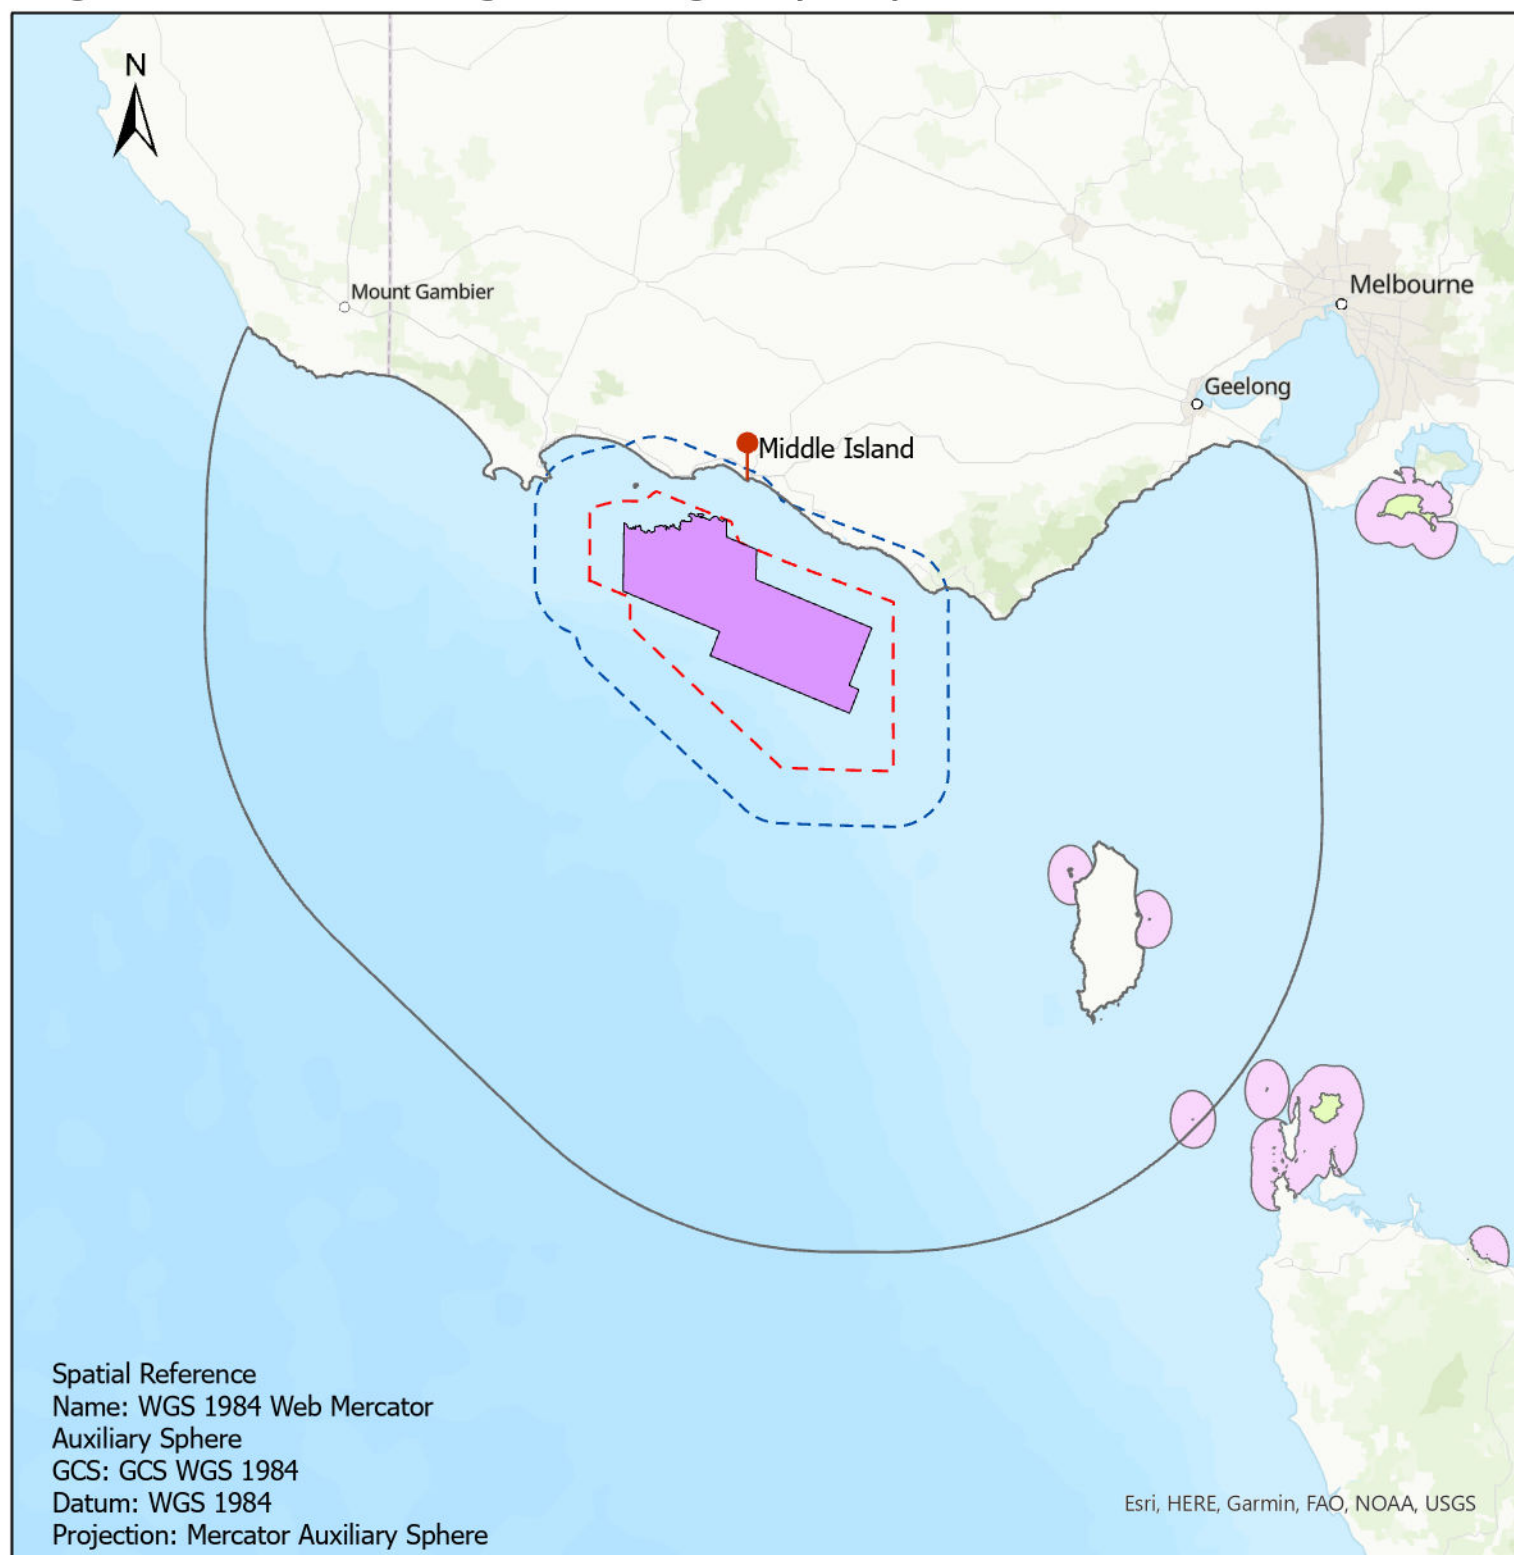 N
Mount Gambier
Melbourne
Geelong
Middle Island
Spatial Reference
Name: WGS 1984 Web Mercator
Auxiliary Sphere
GCS: GCS WGS 1984
Datum: WGS 1984
Projection: Mercator Auxiliary Sphere
Esri, HERE, Garmin, FAO, NOAA, USGS